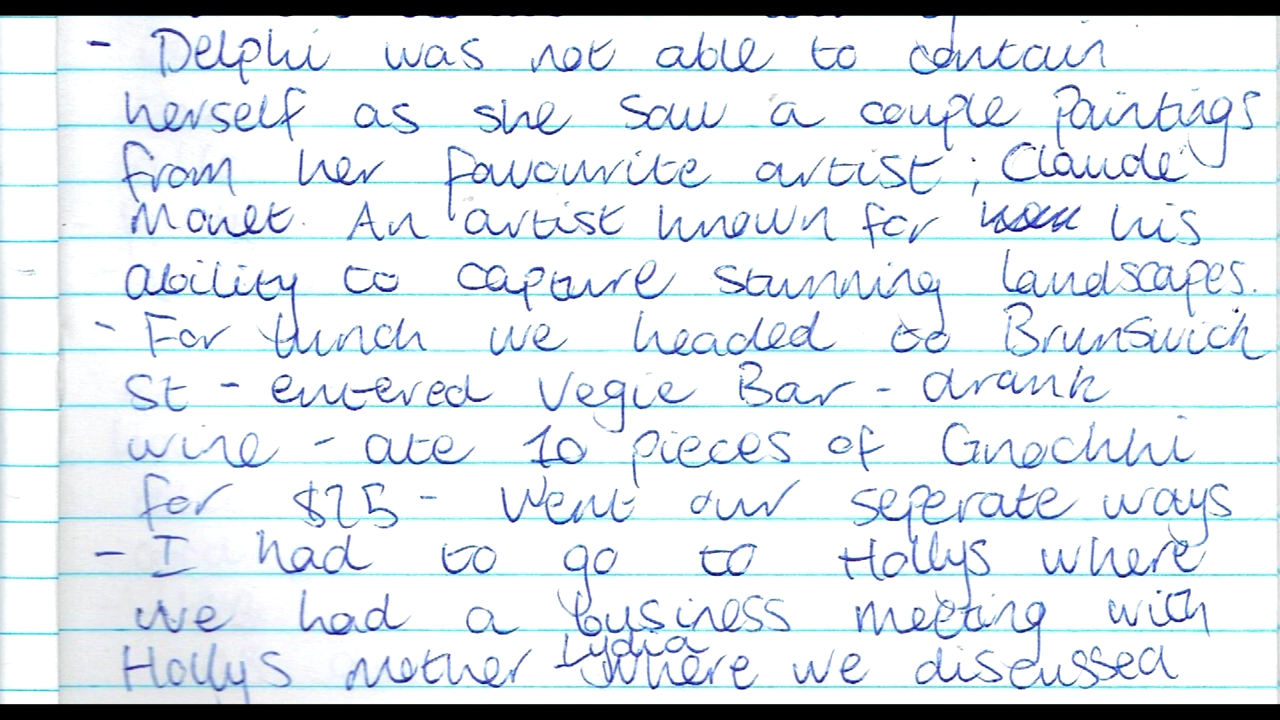 - Delphi was not able to contain
herself as she saw a couple Paintings
from her favourite artist; Claude
Monet. An artist known for his
ability to capture stunning landscapes.
- For lunch we headed to Brunswick
St - entered Vegie Bar - drank
wine - ate 10 pieces of Gnochhi
for $25 - Went our seperate ways
- I had to go to Hollys where
we had a business meeting with
Hollys mother Lydia where we discussed